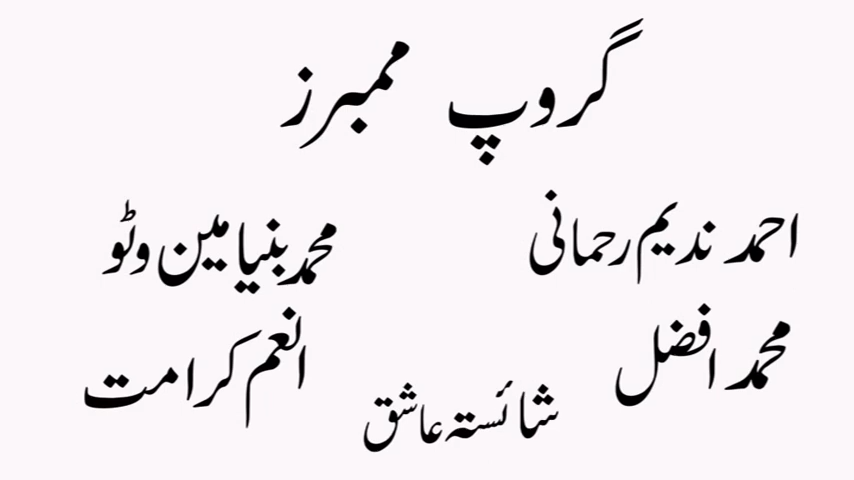 گروپ ممبرز
احمد ندیم رحمانی
محمد بنیامین وٹو
محمد افضل
انعم کرامت
شائستہ عاشق